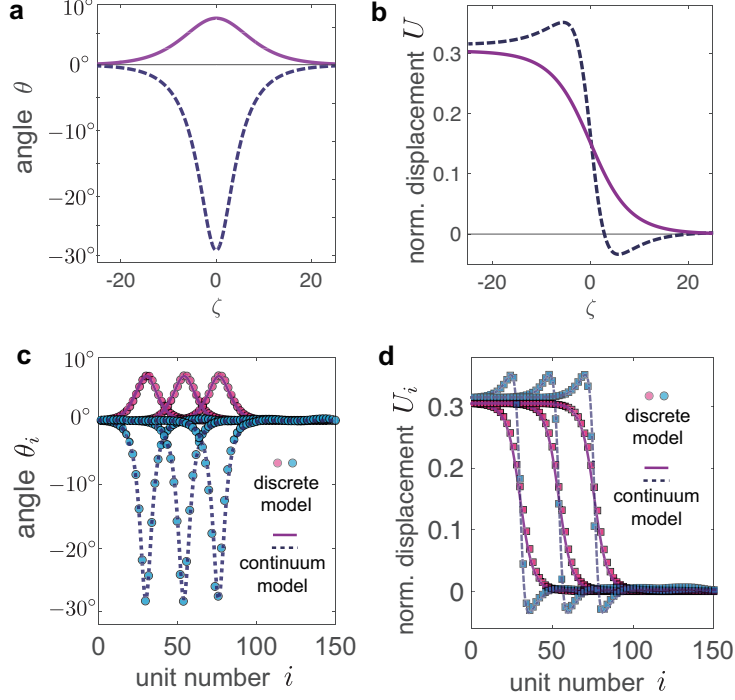 a
10°
0°
−10°
−20°
−30°
angle θ
-20
0
20
ζ
b
0.3
0.2
0.1
0
norm. displacement U
-20
0
20
ζ
c
10°
0°
−10°
−20°
−30°
angle θi
discrete
model
continuum
model
0
50
100
150
unit number i
d
0.3
0.2
0.1
0
norm. displacement Ui
discrete
model
continuum
model
0
50
100
150
unit number i